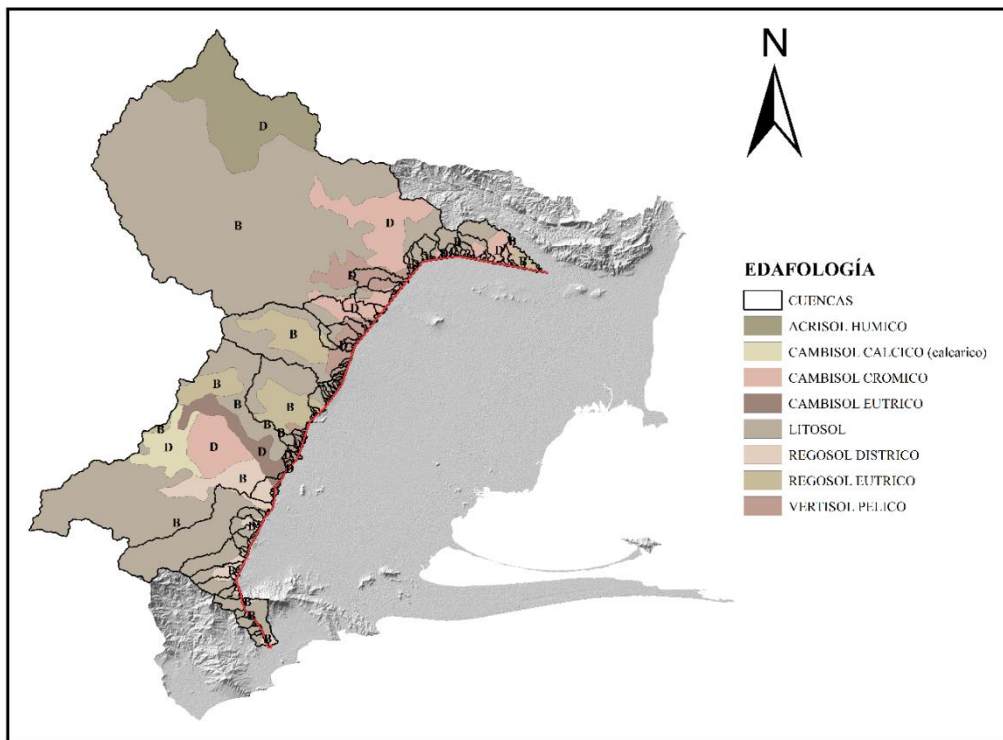 N
EDAFOLOGÍA
CUENCAS
ACRISOL HUMICO
CAMBISOL CALCICO (calcarico)
CAMBISOL CROMICO
CAMBISOL EUTRICO
LITOSOL
REGOSOL DISTRICO
REGOSOL EUTRICO
VERTISOL PELICO
D
B
D
B
D
D
D
B
B
B
B
B
D
D
D
B
B
B
B
B
B